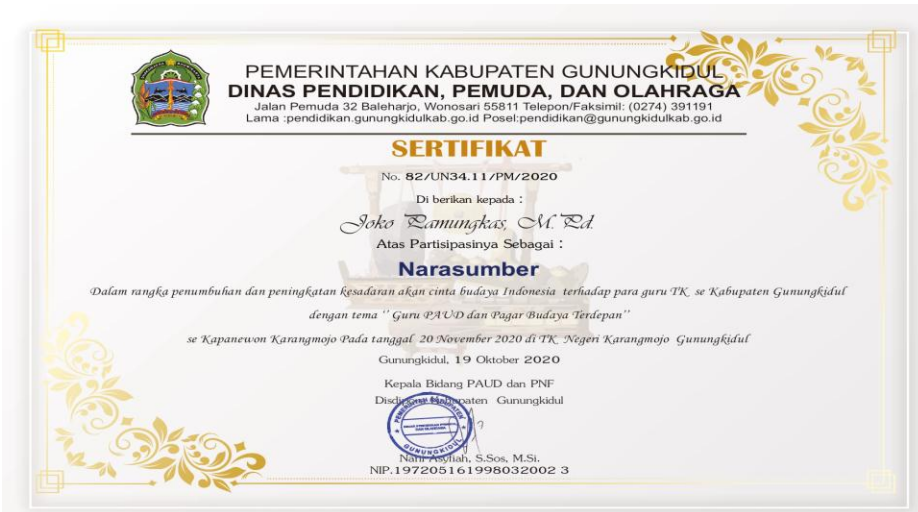 PEMERINTAHAN KABUPATEN GUNUNGKIDUL
DINAS PENDIDIKAN, PEMUDA, DAN OLAHRAGA
Jalan Pemuda 32 Baleharjo, Wonosari 55811 Telepon/Faksimil: (0274) 391191
Lama :pendidikan.gunungkidulkab.go.id Posel:pendidikan@gunungkidulkab.go.id
SERTIFIKAT
No. 82/UN34.11/PM/2020
Di berikan kepada :
Joko Pamungkas, M. Pd.
Atas Partisipasinya Sebagai :
Narasumber
Dalam rangka penumbuhan dan peningkatan kesadaran akan cinta budaya Indonesia terhadap para guru TK se Kabupaten Gunungkidul
dengan tema '' Guru PAUD dan Pagar Budaya Terdepan''
se Kapanewon Karangmojo Pada tanggal 20 November 2020 di TK Negeri Karangmojo Gunungkidul
Gunungkidul, 19 Oktober 2020
Kepala Bidang PAUD dan PNF
Kabupaten Gunungkidul
S.Sos, M.Si.
NIP.197205161998032002 3